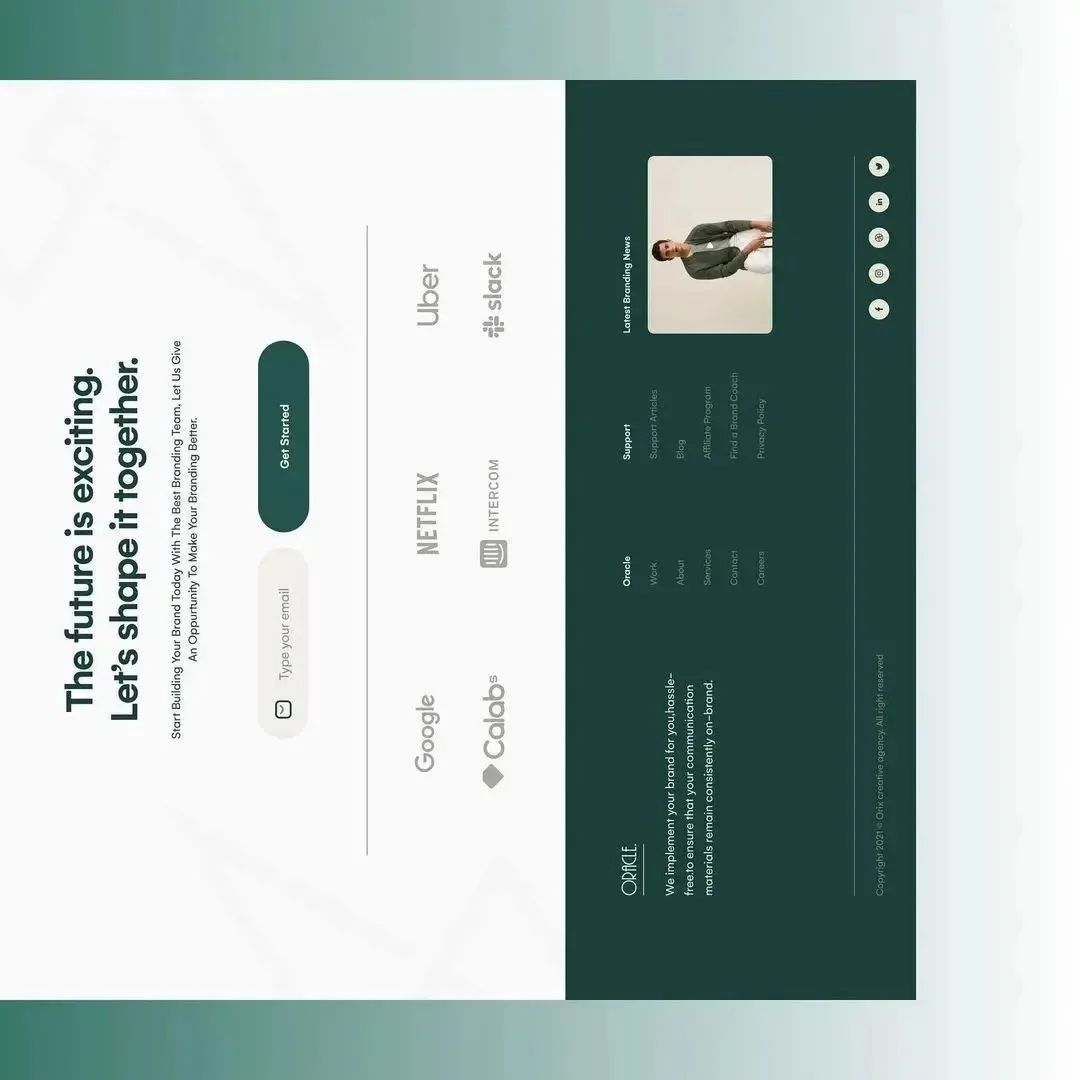 The future is exciting.
Let's shape it together.
Start Building Your Brand Today With The Best Branding Team, Let Us Give
An Oppurtunity To Make Your Branding Better.
Type your email
Get Started
Google
NETFLIX
Uber
Calabs
INTERCOM
slack
ORACLE.
We implement your brand for you,hassle-
free.to ensure that your communication
materials remain consistently on-brand.
Oracle
Work
About
Services
Contact
Careers
Support
Support Articles
Blog
Affiliate Program
Find a Brand Coach
Privacy Policy
Latest Branding News
Copyright 2021 © Orix creative agency. All right reserved